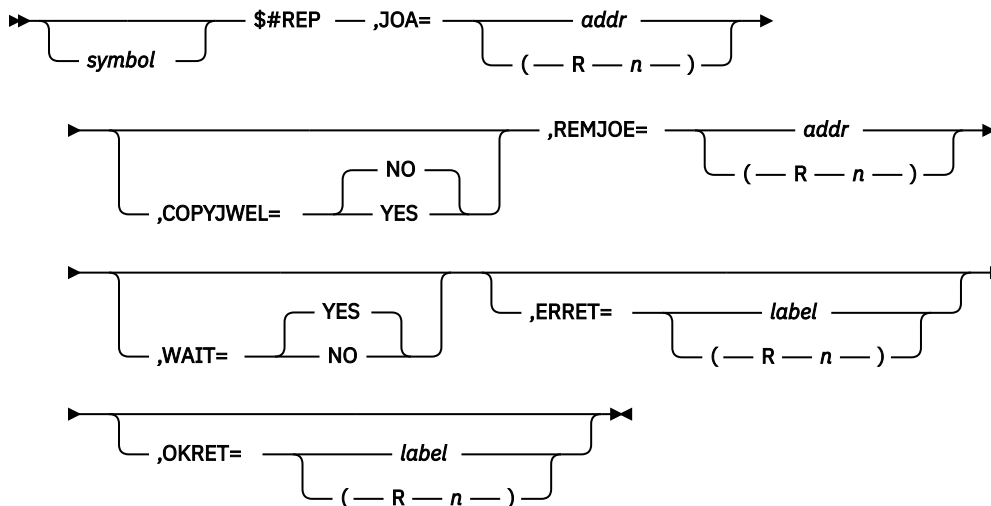 $#REP ,JOA= addr
symbol ( R n )
,REMJOE= addr
NO ( R n )
,COPYJWEL= YES
YES ,ERRET= label
,WAIT= NO ( R n )
,OKRET= label
( R n )